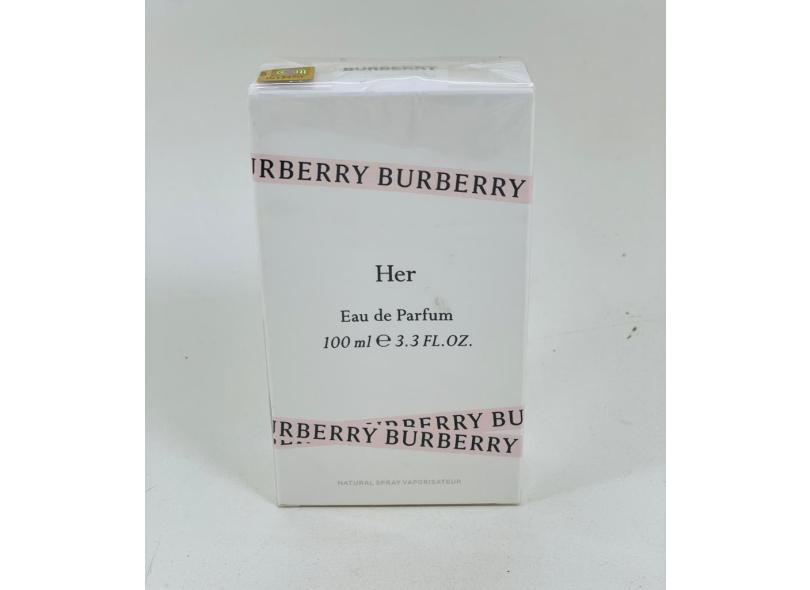 BURBERRY
URBERRY BURBERRY
Her
Eau de Parfum
100 ml ℮ 3.3 FL.OZ.
BERRY BU
URBERRY BURBERRY
NATURAL SPRAY VAPORISATEUR